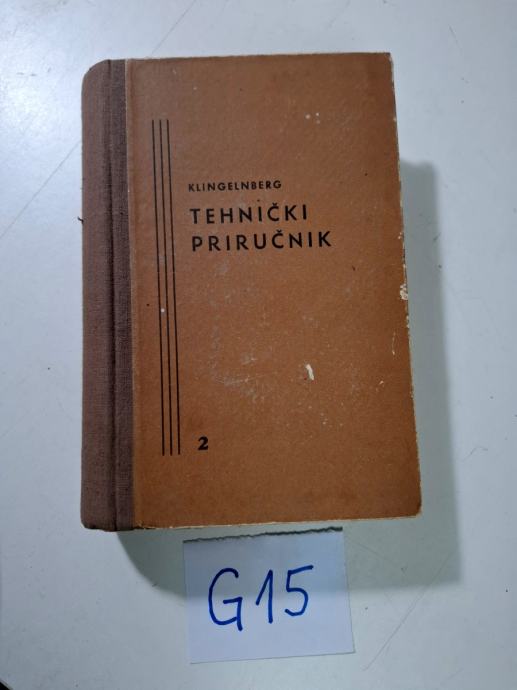 KLINGELNBERG
TEHNIČKI
PRIRUČNIK
2
G15